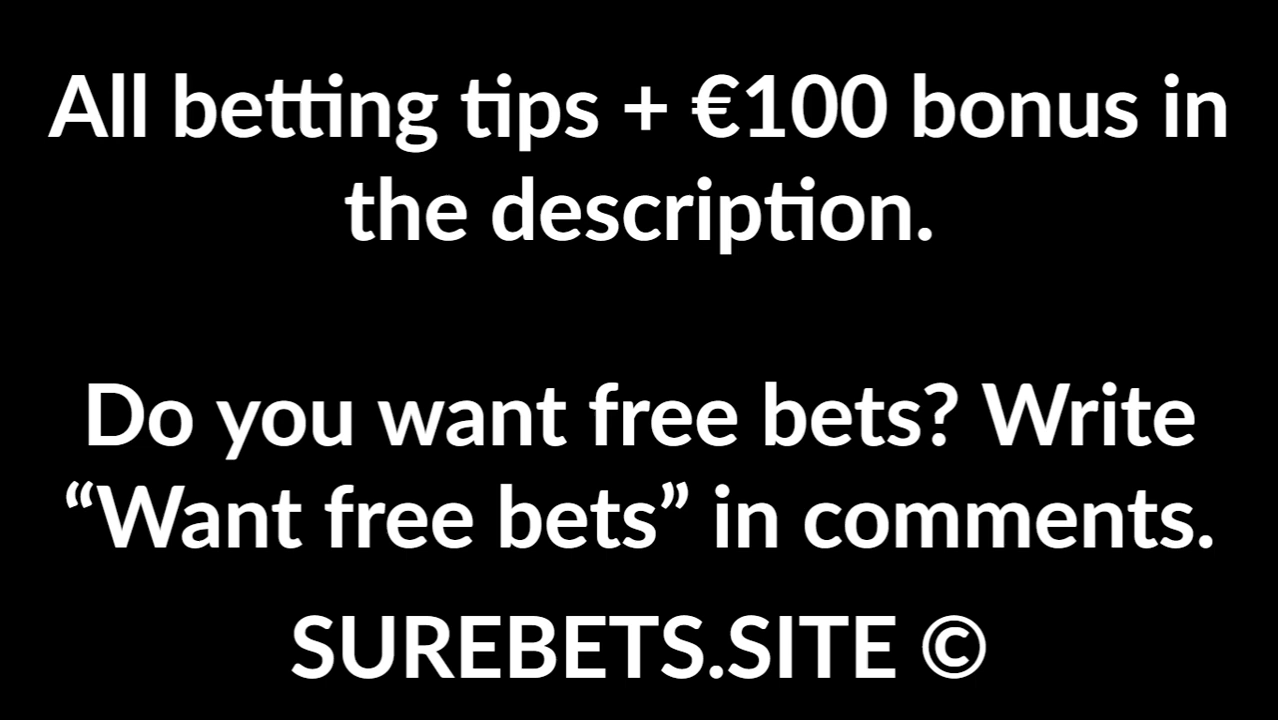 All betting tips + €100 bonus in
the description.
Do you want free bets? Write
“Want free bets” in comments.
SUREBETS.SITE ©